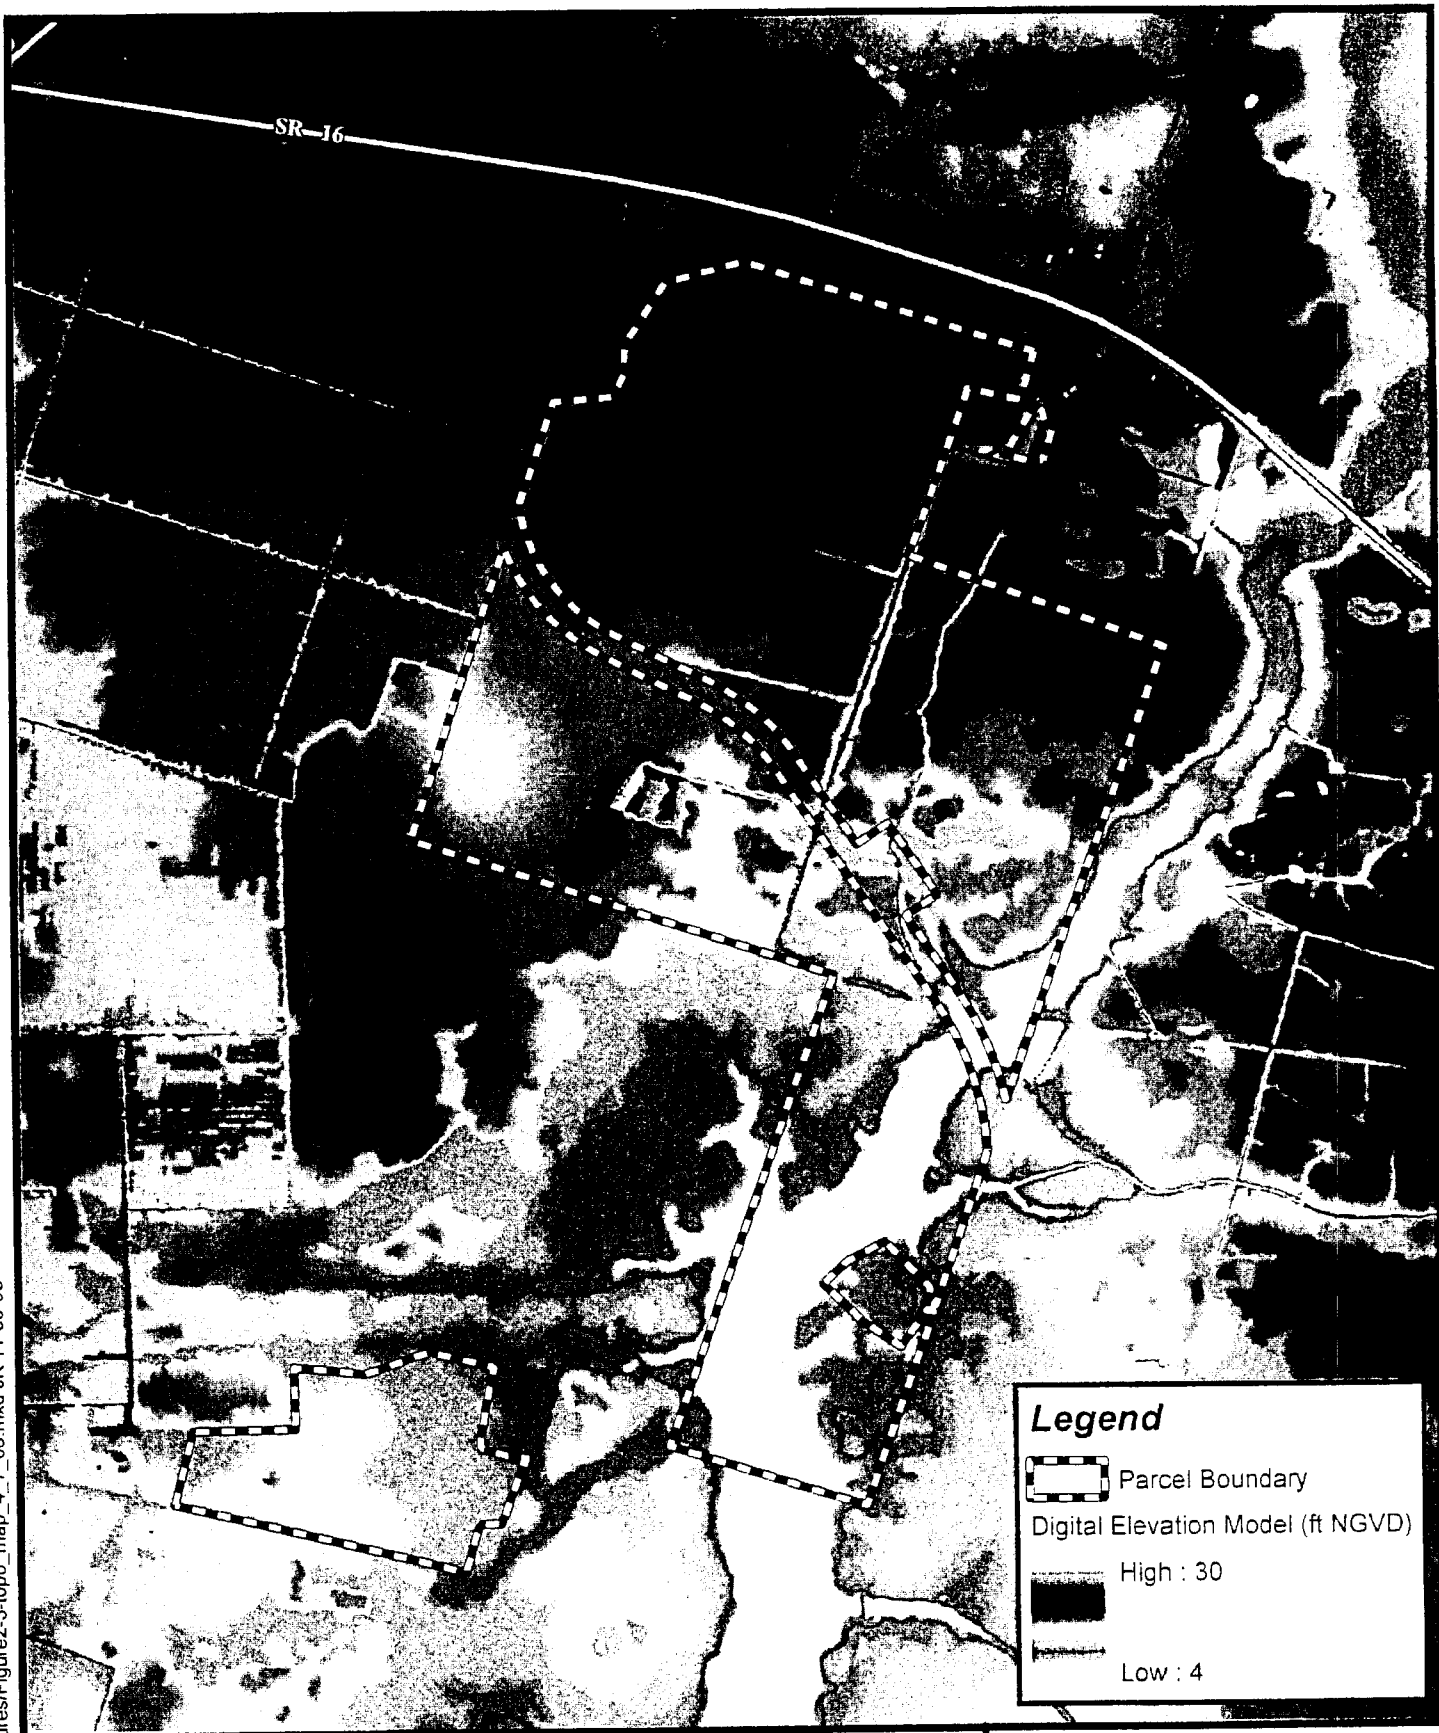 SR 16
Legend
Parcel Boundary
Digital Elevation Model (ft NGVD)
High : 30
Low : 4